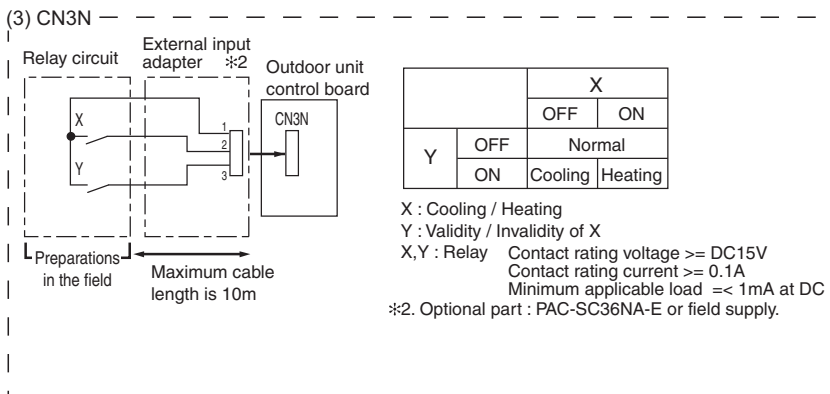 (3) CN3N
Relay circuit
External input
adapter ✻2
Outdoor unit
control board
X
Y
1
2
3
CN3N
Preparations
in the field
Maximum cable
length is 10m
X
OFF ON
Y OFF Normal
ON Cooling Heating
X : Cooling / Heating
Y : Validity / Invalidity of X
X,Y : Relay Contact rating voltage >= DC15V
Contact rating current >= 0.1A
Minimum applicable load =< 1mA at DC
✻2. Optional part : PAC-SC36NA-E or field supply.